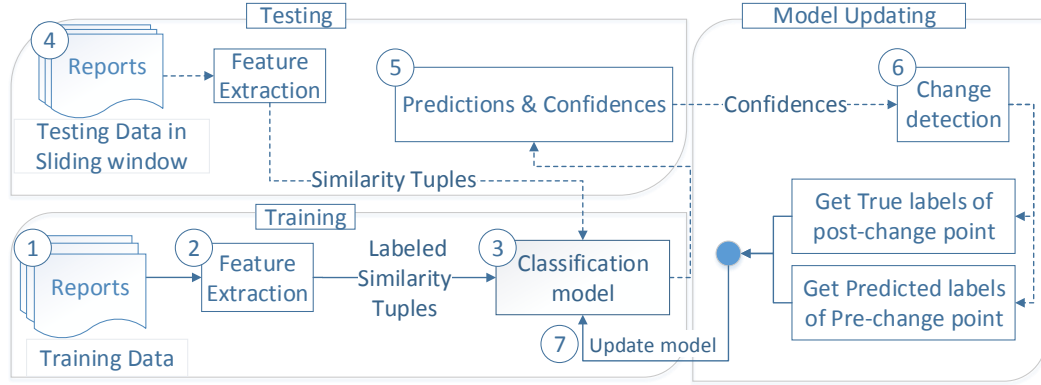 Testing
Model Updating
4
Reports
Feature
Extraction
Testing Data in
Sliding window
5
Predictions & Confidences
Confidences
6
Change
detection
Similarity Tuples
Get True labels of
post-change point
Get Predicted labels
of Pre-change point
Training
1
Reports
Training Data
2
Feature
Extraction
Labeled
Similarity
Tuples
3
Classification
model
7
Update model